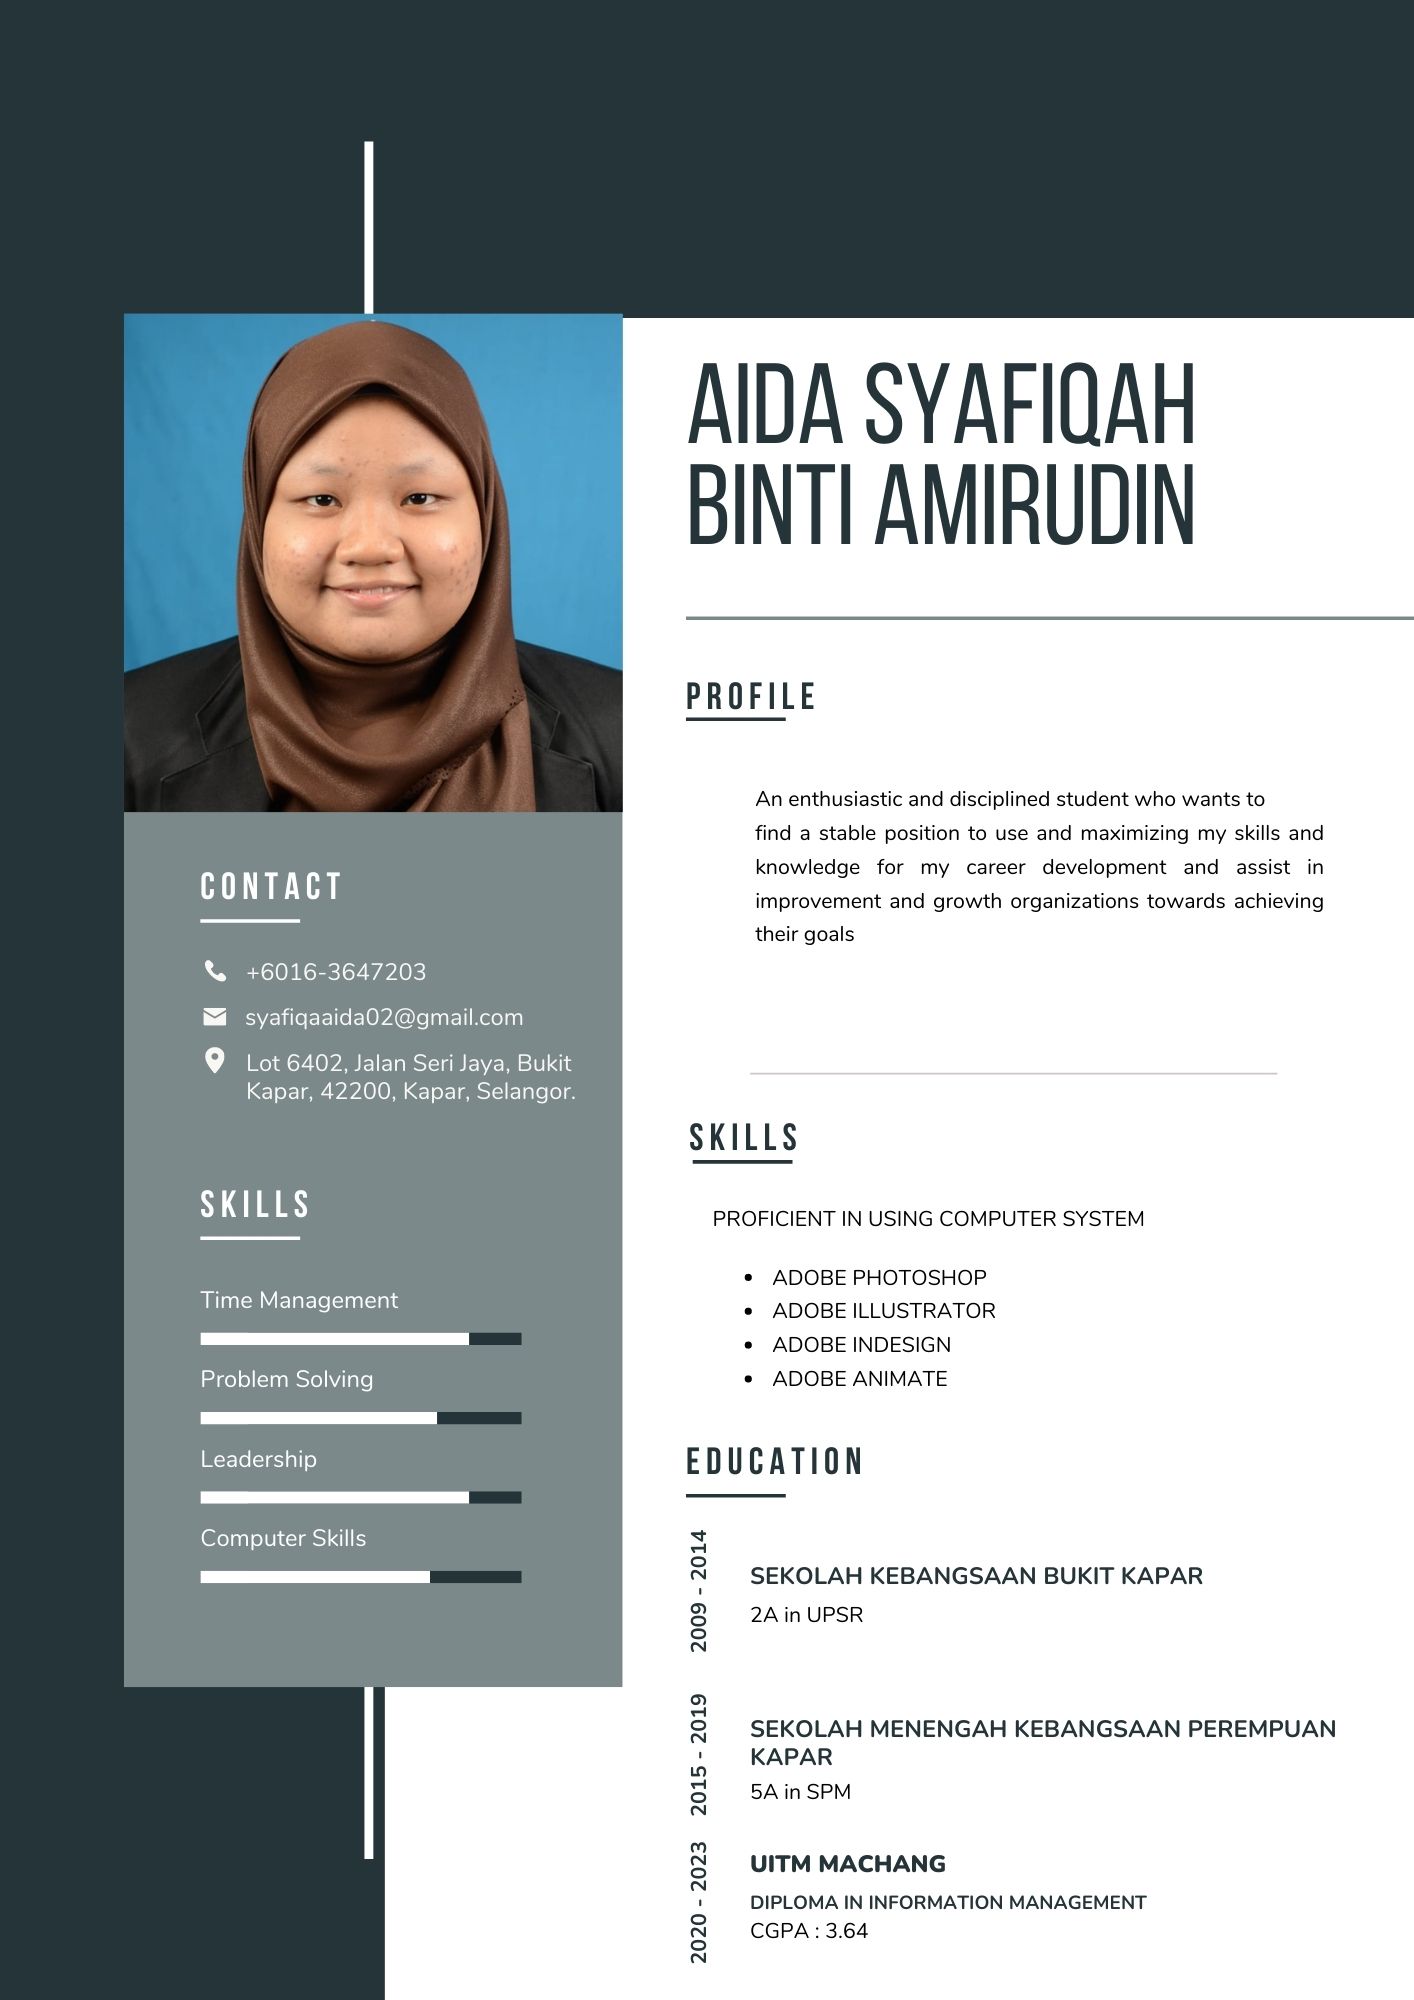 AIDA SYAFIQAH
BINTI AMIRUDIN
PROFILE
An enthusiastic and disciplined student who wants to
find a stable position to use and maximizing my skills and
knowledge for my career development and assist in
improvement and growth organizations towards achieving
their goals
CONTACT
+6016-3647203
syafiqaaida02@gmail.com
Lot 6402, Jalan Seri Jaya, Bukit
Kapar, 42200, Kapar, Selangor.
SKILLS
Time Management
Problem Solving
Leadership
Computer Skills
SKILLS
PROFICIENT IN USING COMPUTER SYSTEM
• ADOBE PHOTOSHOP
• ADOBE ILLUSTRATOR
• ADOBE INDESIGN
• ADOBE ANIMATE
EDUCATION
2009 - 2014
SEKOLAH KEBANGSAAN BUKIT KAPAR
2A in UPSR
2015 - 2019
SEKOLAH MENENGAH KEBANGSAAN PEREMPUAN
KAPAR
5A in SPM
2020 - 2023
UITM MACHANG
DIPLOMA IN INFORMATION MANAGEMENT
CGPA : 3.64